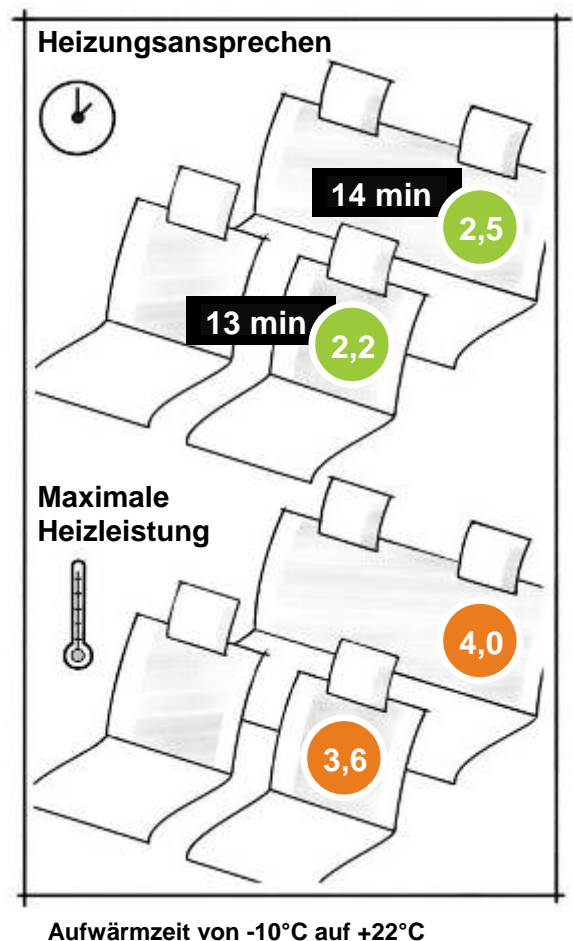 Heizungsansprechen
14 min
2,5
13 min
2,2
Maximale
Heizleistung
4,0
3,6
Aufwärmzeit von -10°C auf +22°C